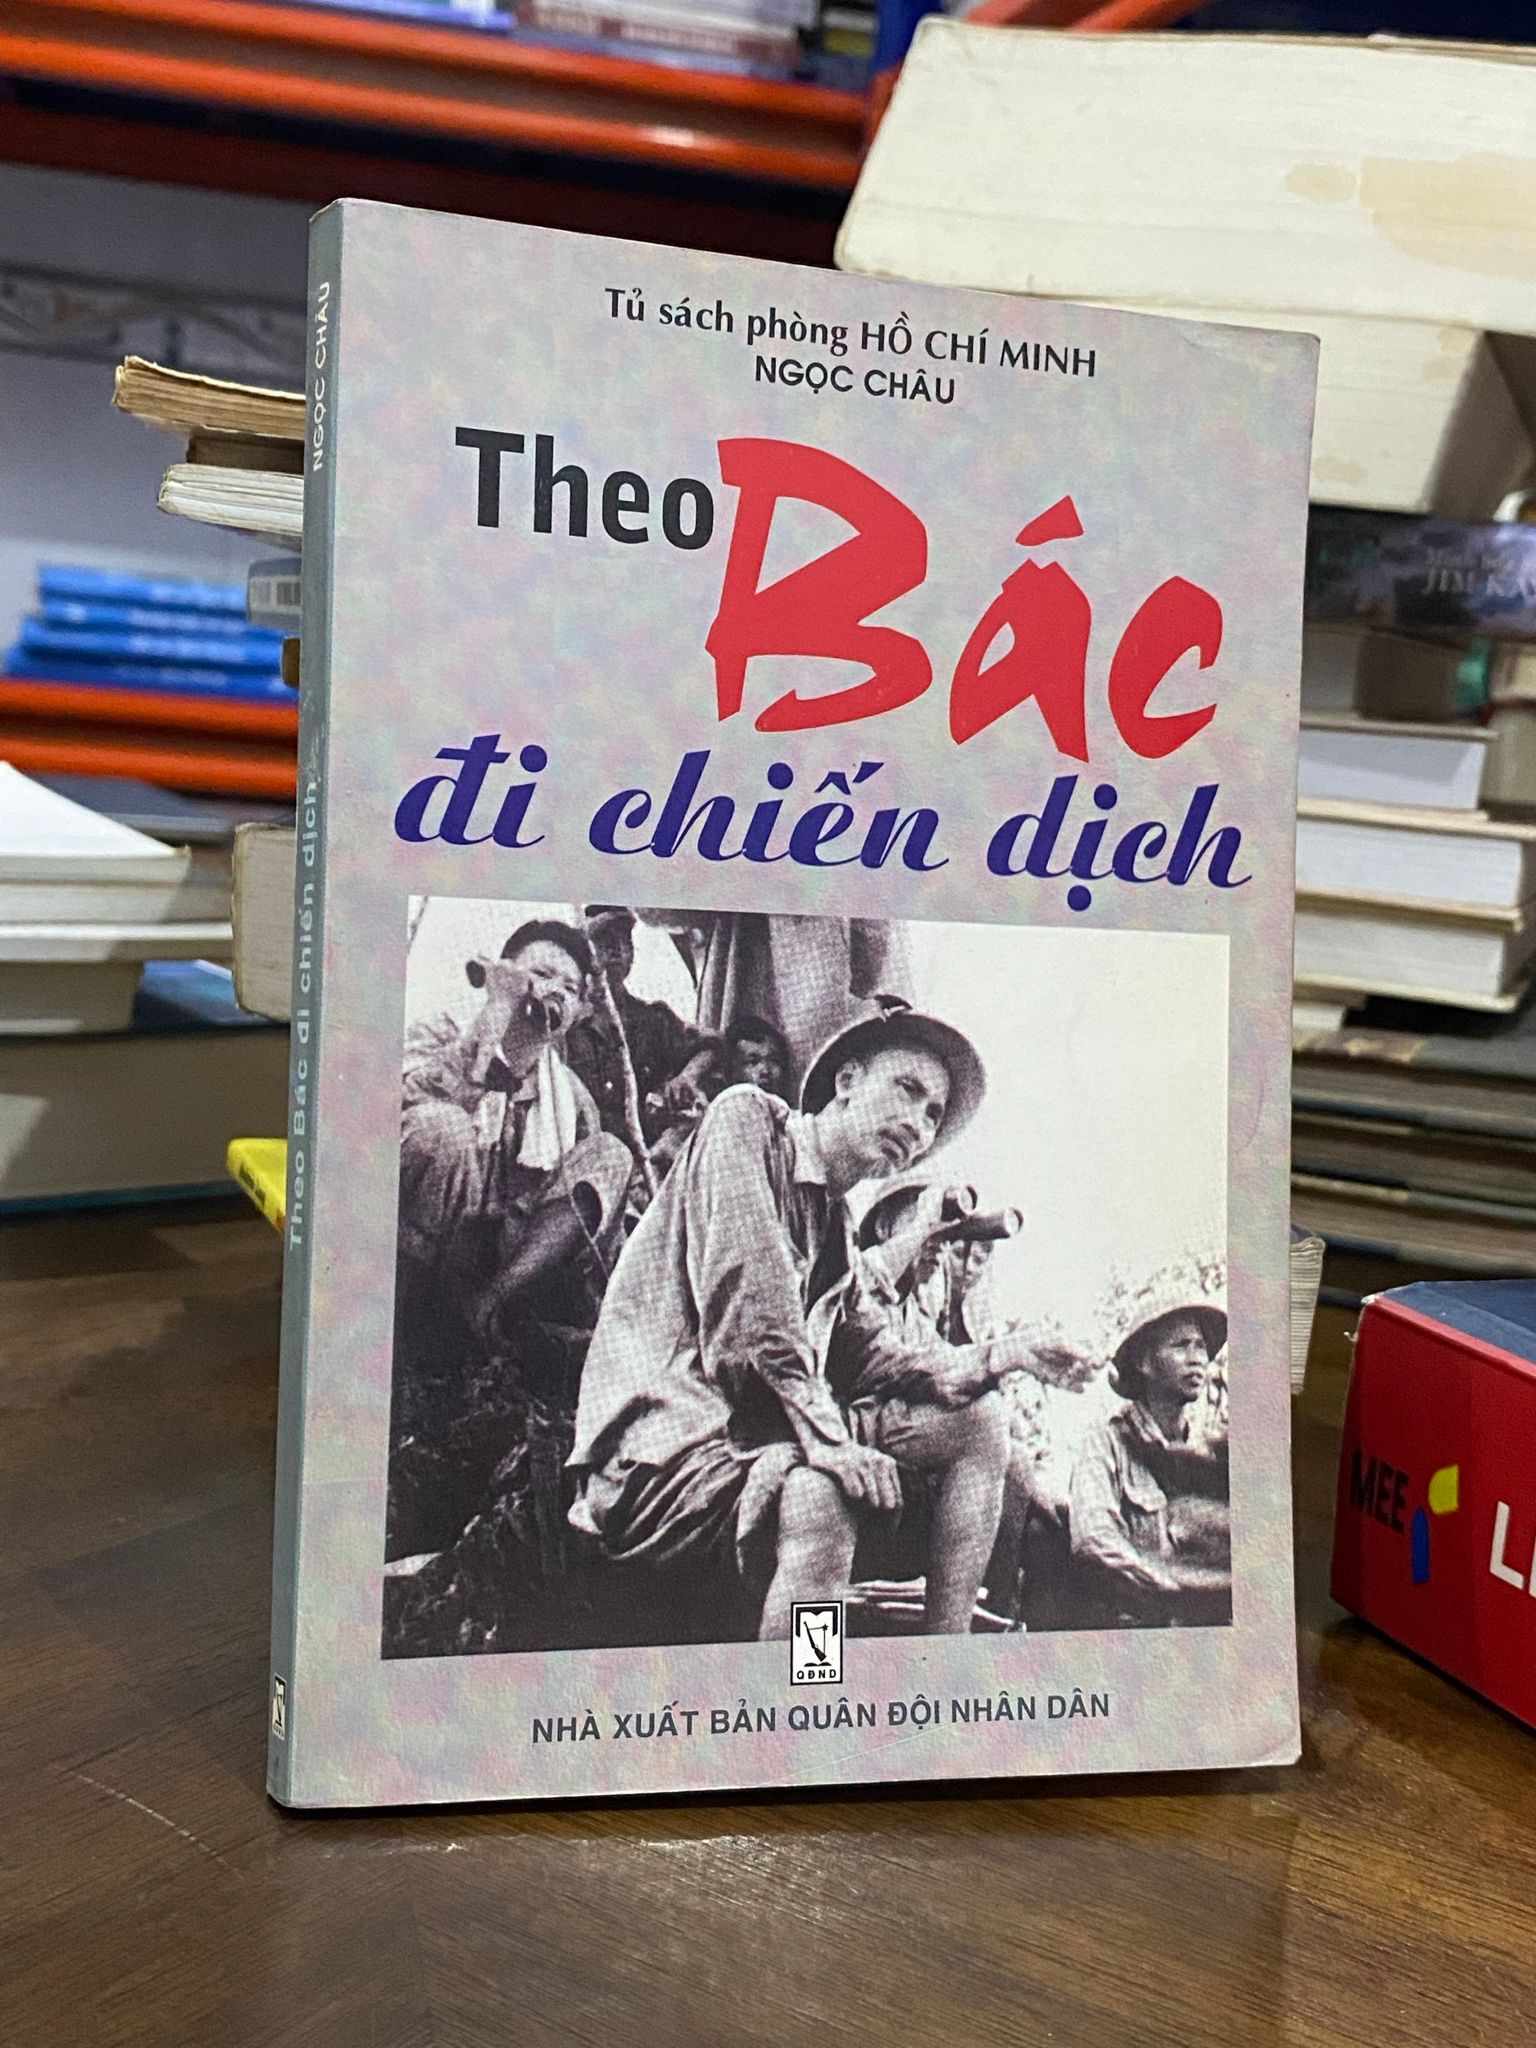 Tủ sách phòng HỒ CHÍ MINH
NGỌC CHÂU
Theo Bác
đi chiến dịch
QĐND
NHÀ XUẤT BẢN QUÂN ĐỘI NHÂN DÂN
NGỌC CHÂU
Theo Bác đi chiến dịch
MEE